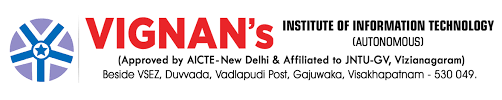 VIGNAN's INSTITUTE OF INFORMATION TECHNOLOGY
(AUTONOMOUS)
(Approved by AICTE-New Delhi & Affiliated to JNTU-GV, Vizianagaram)
Beside VSEZ, Duvvada, Vadlapudi Post, Gajuwaka, Visakhapatnam - 530 049.